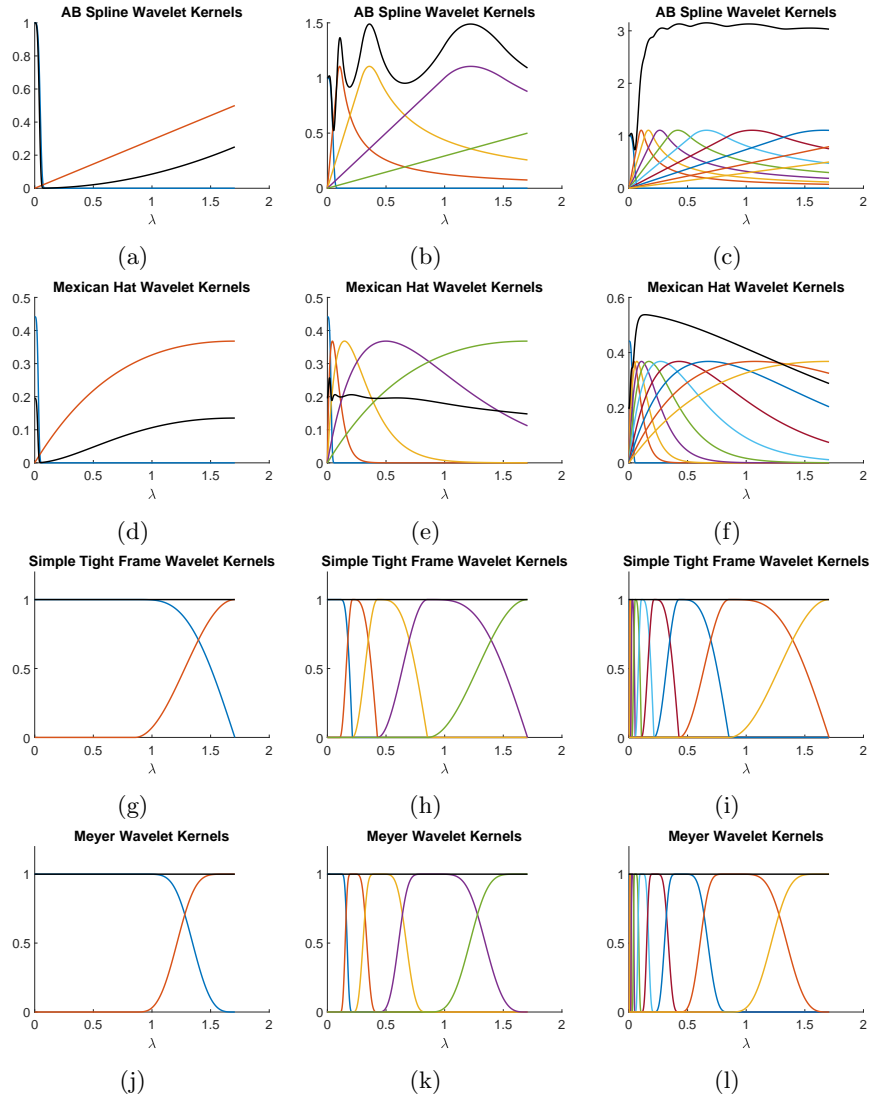 AB Spline Wavelet Kernels
1
0.8
0.6
0.4
0.2
0
0 0.5 1 1.5 2
λ
(a)
AB Spline Wavelet Kernels
1.5
1
0.5
0
0 0.5 1 1.5 2
λ
(b)
AB Spline Wavelet Kernels
3
2
1
0
0 0.5 1 1.5 2
λ
(c)
Mexican Hat Wavelet Kernels
0.5
0.4
0.3
0.2
0.1
0
0 0.5 1 1.5 2
λ
(d)
Mexican Hat Wavelet Kernels
0.5
0.4
0.3
0.2
0.1
0
0 0.5 1 1.5 2
λ
(e)
Mexican Hat Wavelet Kernels
0.6
0.4
0.2
0
0 0.5 1 1.5 2
λ
(f)
Simple Tight Frame Wavelet Kernels
1
0.5
0
0 0.5 1 1.5 2
λ
(g)
Simple Tight Frame Wavelet Kernels
1
0.5
0
0 0.5 1 1.5 2
λ
(h)
Simple Tight Frame Wavelet Kernels
1
0.5
0
0 0.5 1 1.5 2
λ
(i)
Meyer Wavelet Kernels
1
0.5
0
0 0.5 1 1.5 2
λ
(j)
Meyer Wavelet Kernels
1
0.5
0
0 0.5 1 1.5 2
λ
(k)
Meyer Wavelet Kernels
1
0.5
0
0 0.5 1 1.5 2
λ
(l)